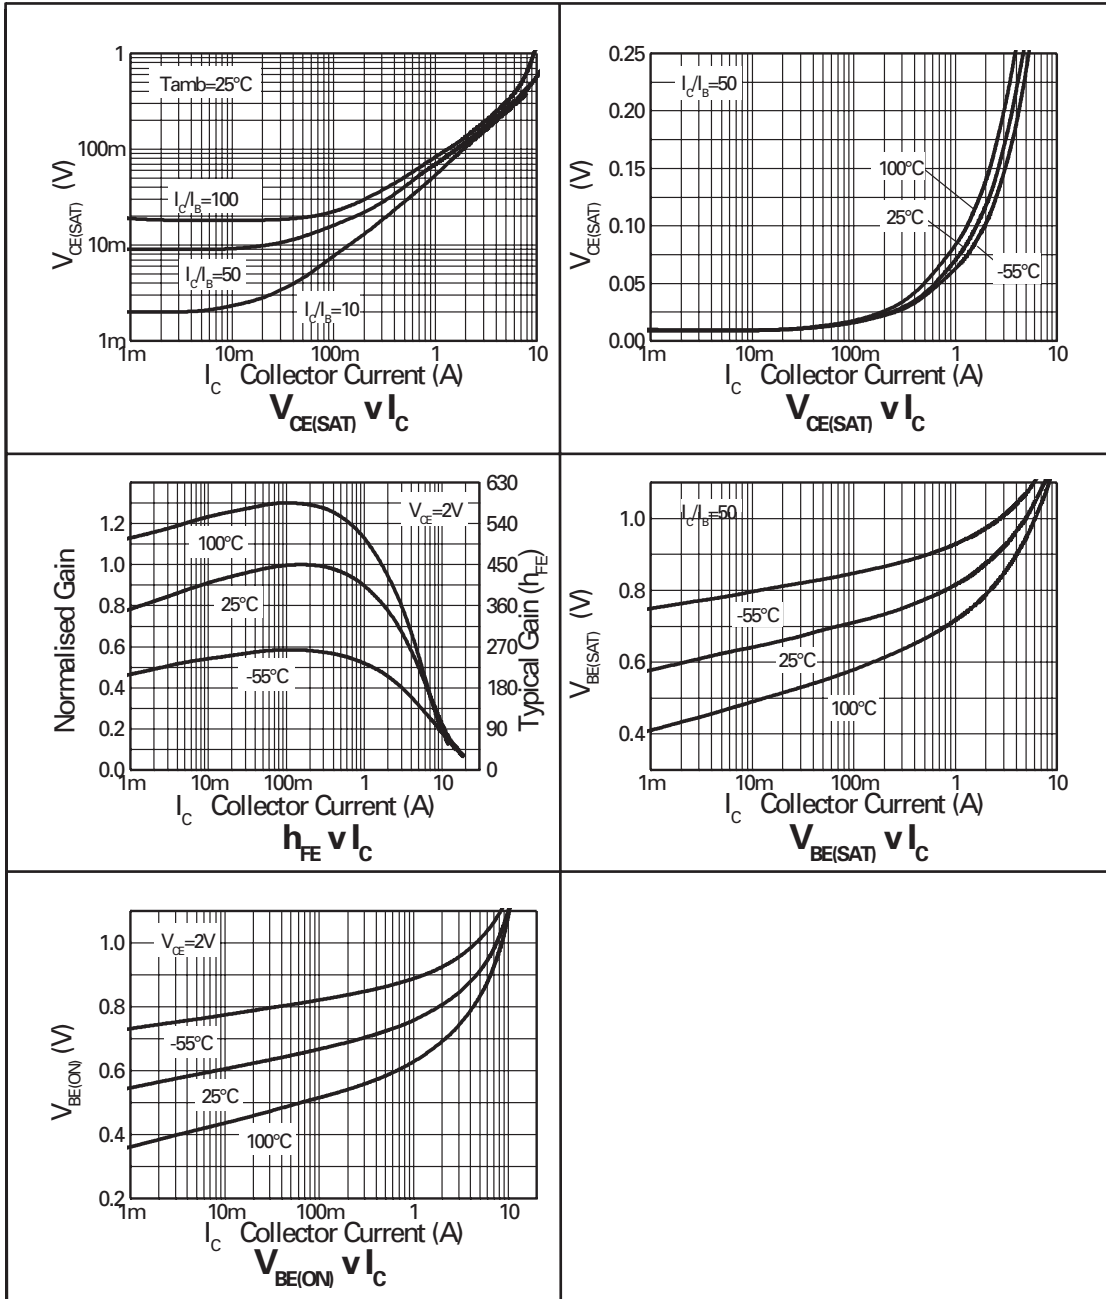 1
Tamb=25°C
100m
I_C/I_B=100
10m
I_C/I_B=50
I_C/I_B=10
1m
V_CE(SAT) (V)
1m 10m 100m 1 10
I_C Collector Current (A)
V_CE(SAT) v I_C
0.25
I_C/I_B=50
0.20
0.15
100°C
0.10
25°C
-55°C
0.05
0.00
V_CE(SAT) (V)
1m 10m 100m 1 10
I_C Collector Current (A)
V_CE(SAT) v I_C
630
V_CE=2V
1.2 540
100°C
1.0 450
25°C
0.8 360
0.6 270
-55°C
0.4 180
0.2 90
0.0 0
Normalised Gain
Typical Gain (h_FE)
1m 10m 100m 1 10
I_C Collector Current (A)
h_FE v I_C
I_C/I_B=50
1.0
0.8
-55°C
25°C
0.6
100°C
0.4
V_BE(SAT) (V)
1m 10m 100m 1 10
I_C Collector Current (A)
V_BE(SAT) v I_C
V_CE=2V
1.0
0.8
-55°C
0.6
25°C
0.4
100°C
0.2
V_BE(ON) (V)
1m 10m 100m 1 10
I_C Collector Current (A)
V_BE(ON) v I_C